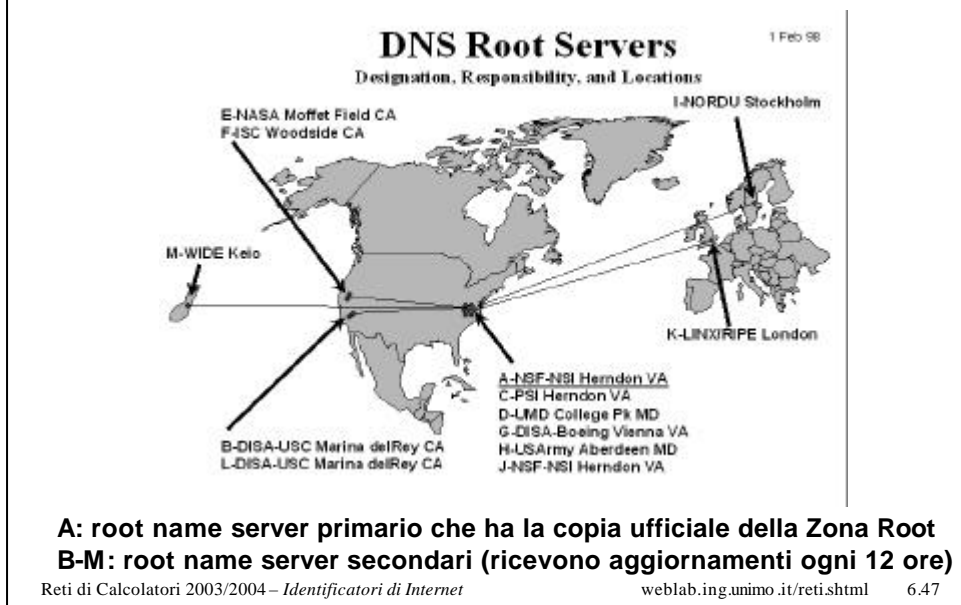 DNS Root Servers
1 Feb 98
Designation, Responsibility, and Locations
I-NORDU Stockholm
E-NASA Moffet Field CA
F-ISC Woodside CA
M-WIDE Keio
K-LINX/RIPE London
A-NSF-NSI Herndon VA
C-PSI Herndon VA
D-UMD College Pk MD
G-DISA-Boeing Vienna VA
H-USArmy Aberdeen MD
J-NSF-NSI Herndon VA
B-DISA-USC Marina delRey CA
L-DISA-USC Marina delRey CA
A: root name server primario che ha la copia ufficiale della Zona Root
B-M: root name server secondari (ricevono aggiornamenti ogni 12 ore)
Reti di Calcolatori 2003/2004 – Identificatori di Internet weblab.ing.unimo.it/reti.shtml 6.47